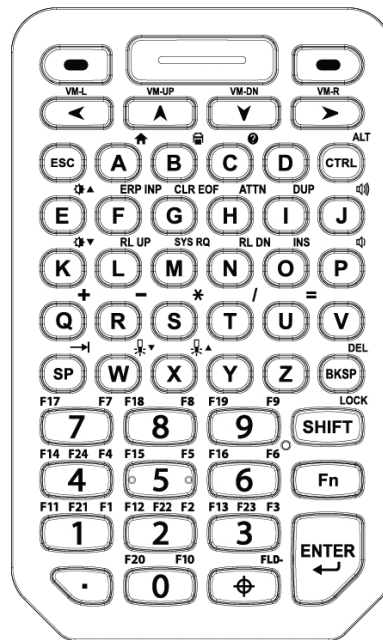 VM-L VM-UP VM-DN VM-R
ALT
ESC A B C D CTRL
ERP INP CLR EOF ATTN DUP
E F G H I J
RL UP SYS RQ RL DN INS
K L M N O P
+ - * / =
Q R S T U V
DEL
SP W X Y Z BKSP
F17 F7 F18 F8 F19 F9 LOCK
7 8 9 SHIFT
F14 F24 F4 F15 F5 F16 F6
4 5 6 Fn
F11 F21 F1 F12 F22 F2 F13 F23 F3
1 2 3 ENTER
F20 F10 FLD-
. 0